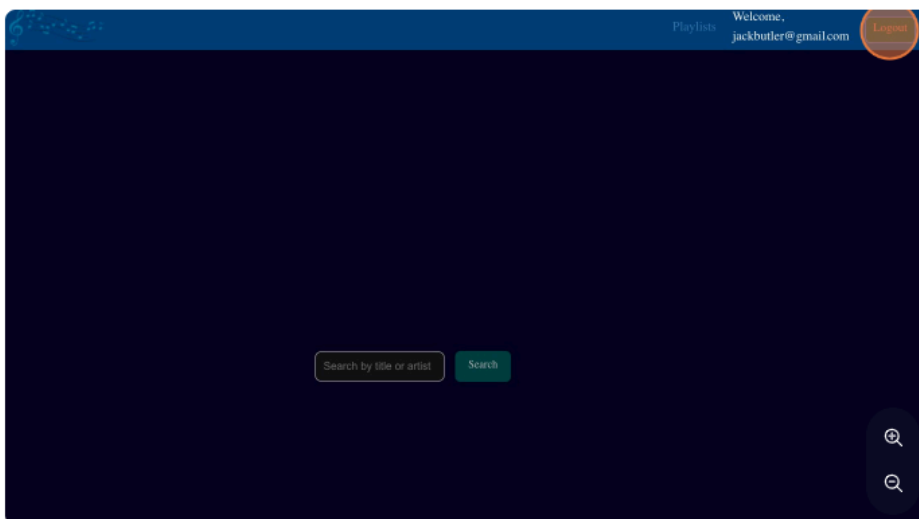 Playlists
Welcome,
jackbutler@gmail.com
Logout
Search by title or artist
Search